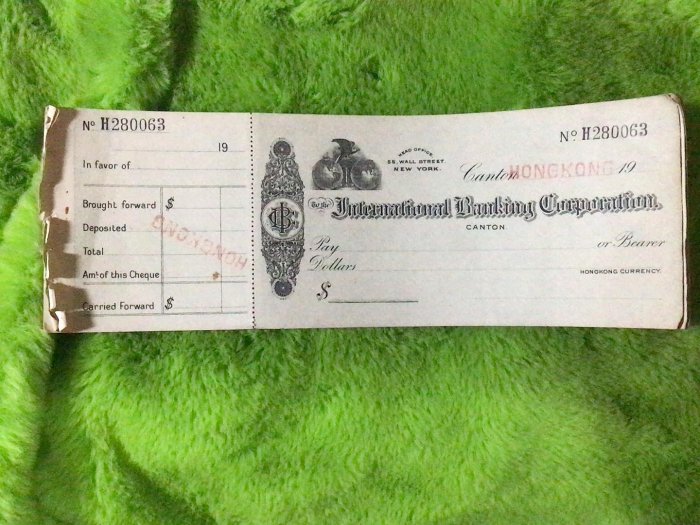 Nº H280063
19
In favor of
Brought forward $
Deposited
HONGKONG
Total
Amt of this Cheque
Carried Forward $
Nº H280063
HEAD OFFICE
55, WALL STREET.
NEW YORK.
Canton HONGKONG 19
To the International Banking Corporation.
CANTON.
Pay or Bearer
Dollars HONGKONG CURRENCY.
$
IBC